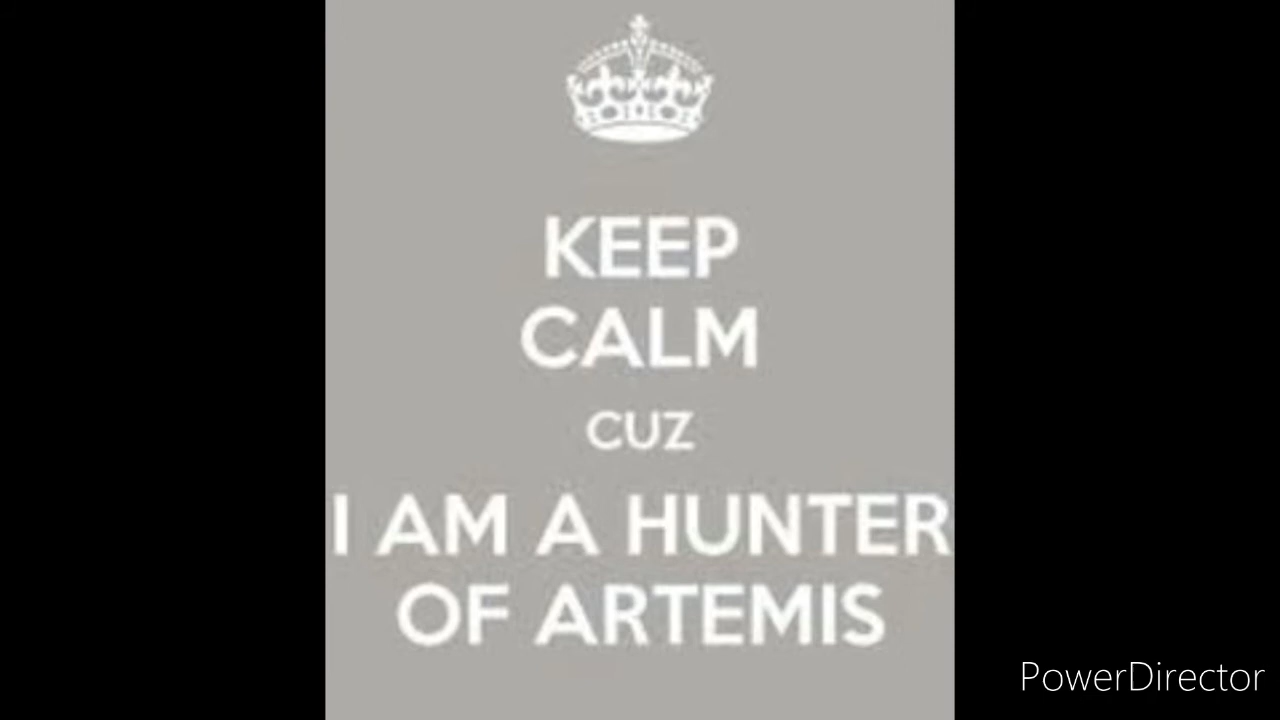 KEEP
CALM
CUZ
I AM A HUNTER
OF ARTEMIS
PowerDirector